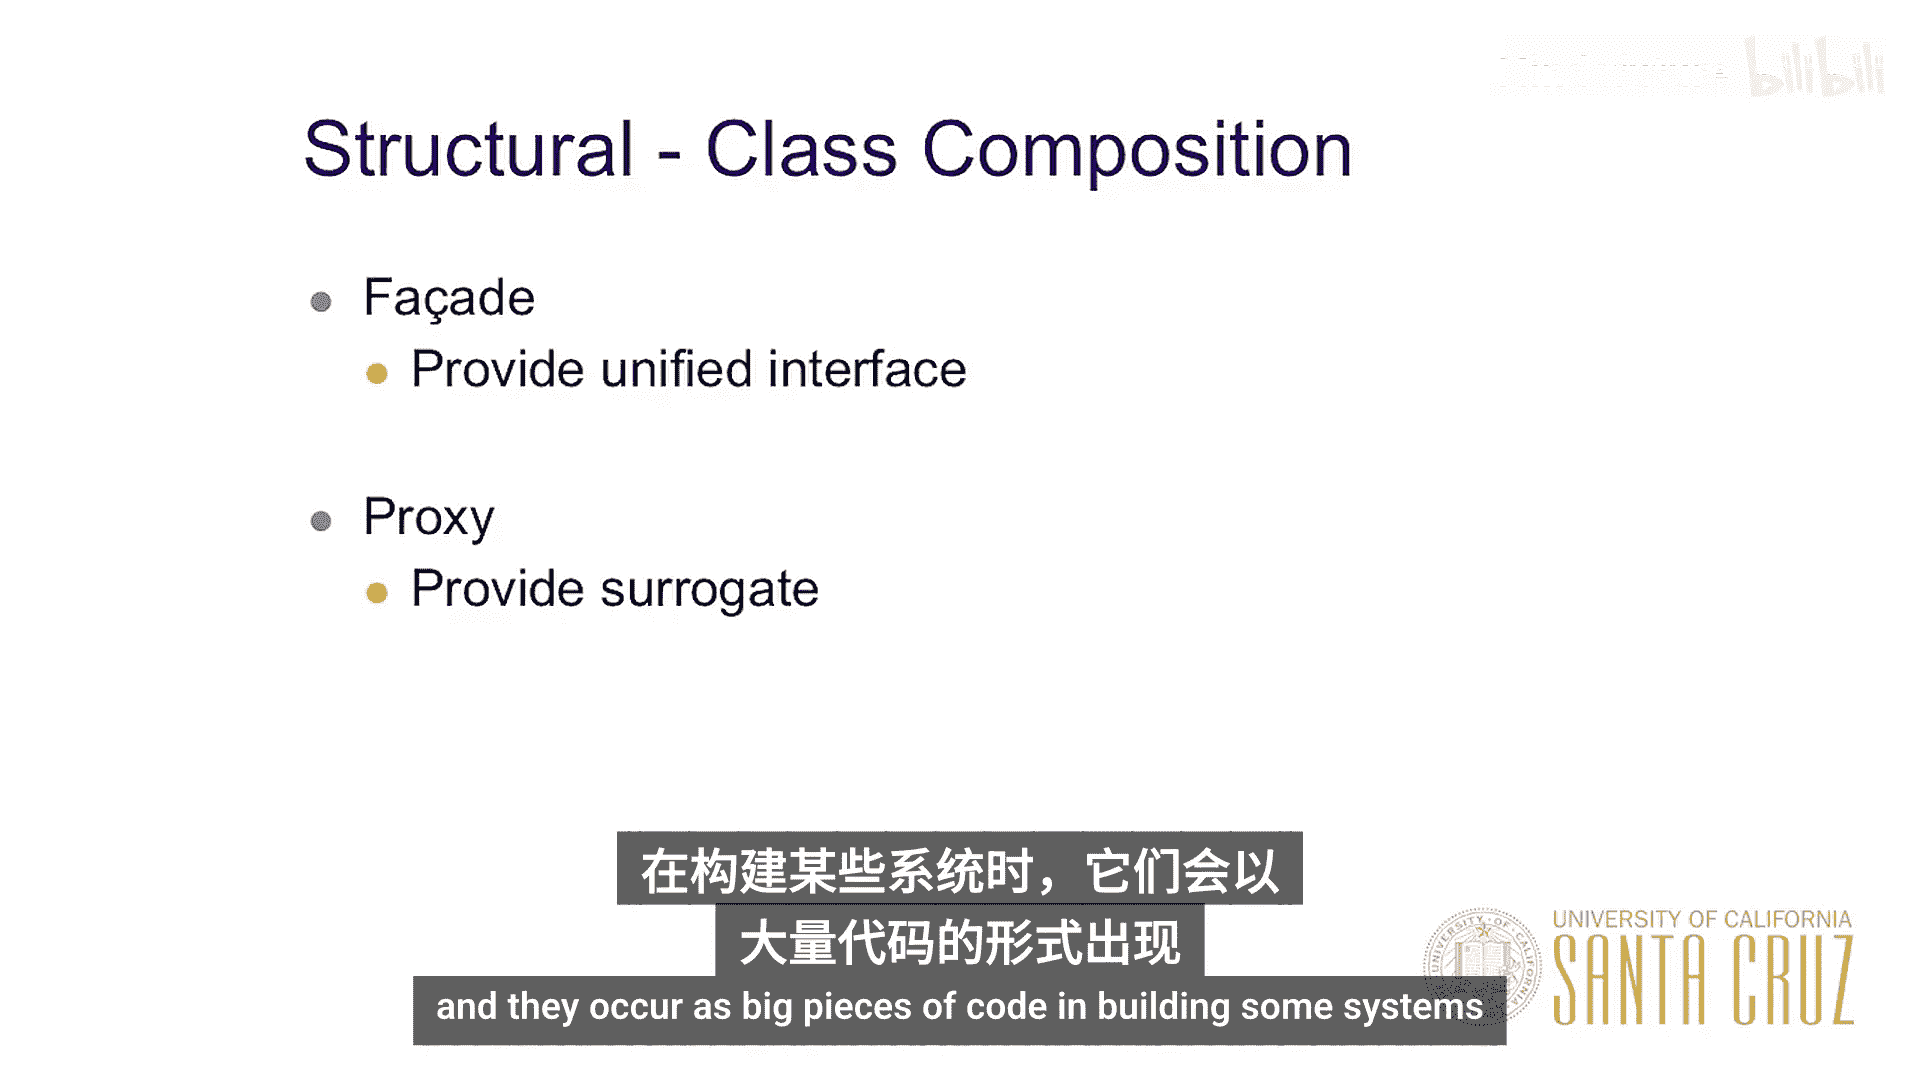 bilibili
Structural - Class Composition
Façade
Provide unified interface
Proxy
Provide surrogate
在构建某些系统时，它们会以
大量代码的形式出现
and they occur as big pieces of code in building some systems
UNIVERSITY OF CALIFORNIA
SANTA CRUZ